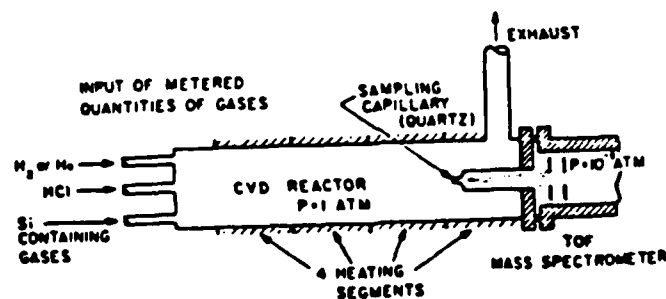 EXHAUST
INPUT OF METERED
QUANTITIES OF GASES
SAMPLING
CAPILLARY
(QUARTZ)
H2 or He
HCl
Si
CONTAINING
GASES
CVD REACTOR
P=1 ATM
ATM
4 HEATING
SEGMENTS
TOF
MASS SPECTROMETER